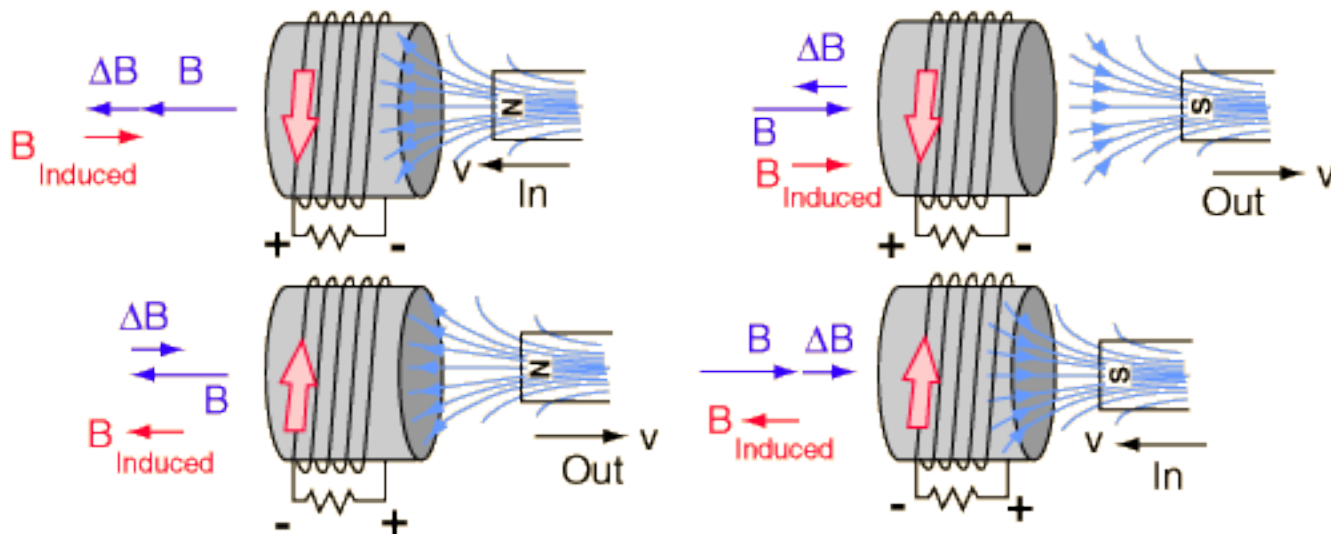 ΔB B
B
Induced
N
v
In
+ -
ΔB
B
B
Induced
S
v
Out
+ -
ΔB
B
B
Induced
N
v
Out
- +
B ΔB
B
Induced
S
v
In
- +